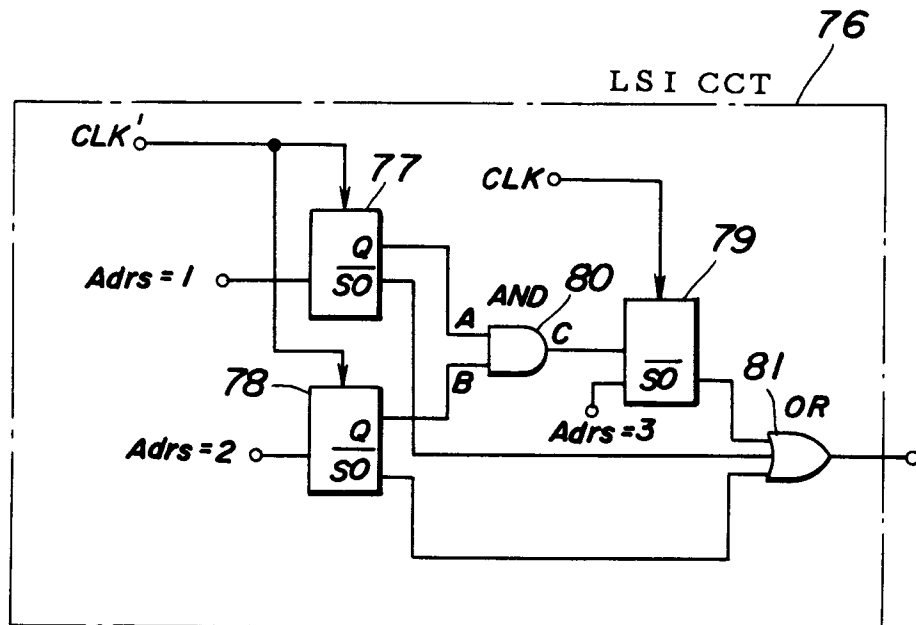 76
LSI CCT
CLK'
77
CLK
79
Q
Adrs=1
SO
AND
80
A
C
81
B
78
SO
OR
Q
Adrs=3
Adrs=2
SO